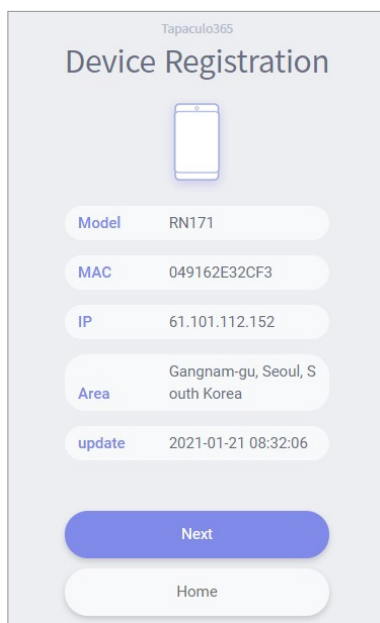 Tapaculo365
Device Registration
Model RN171
MAC 049162E32CF3
IP 61.101.112.152
Gangnam-gu, Seoul, S
Area outh Korea
update 2021-01-21 08:32:06
Next
Home